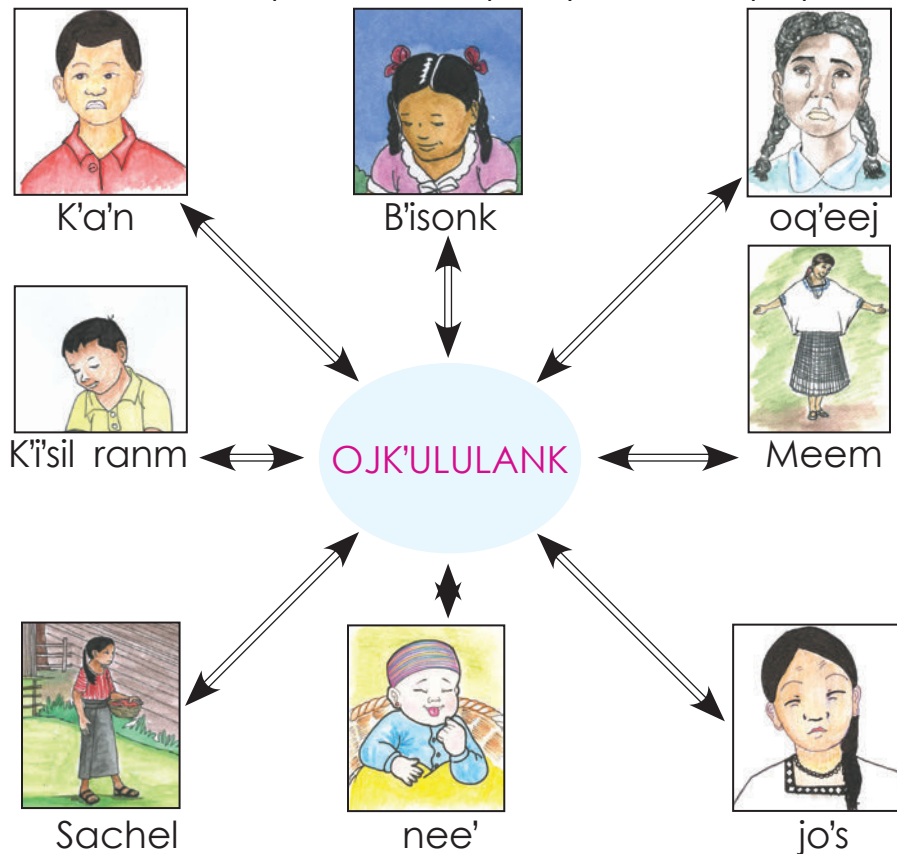 K'a'n
B'isonk
oq'eej
K'i'sil ranm
OJK'ULULANK
Meem
Sachel
nee'
jo's